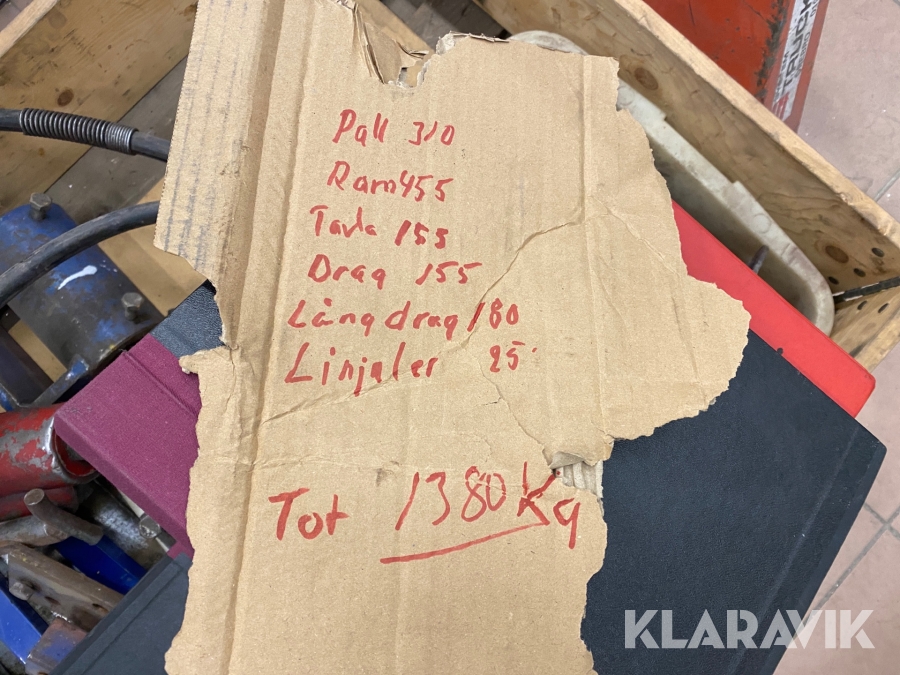 Pall 310
Ram 455
Tavla 155
Drag 155
Långdrag 180
Linjaler 25
Tot 1380 Kg
KLARAVIK